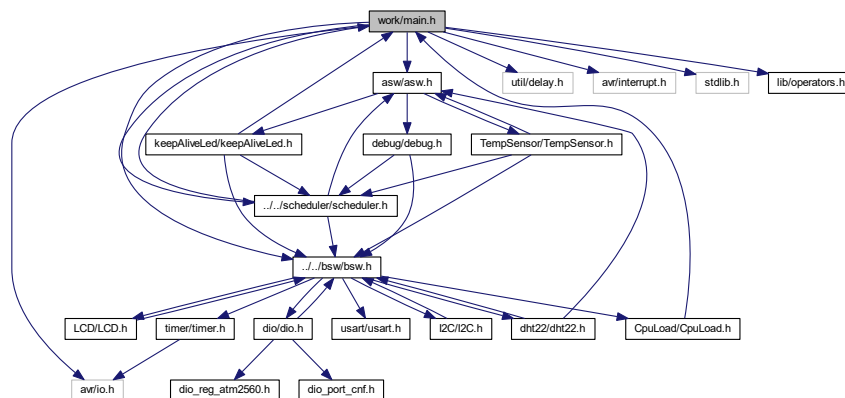 work/main.h
asw/asw.h
util/delay.h
avr/interrupt.h
stdlib.h
lib/operators.h
keepAliveLed/keepAliveLed.h
debug/debug.h
TempSensor/TempSensor.h
../../scheduler/scheduler.h
../../bsw/bsw.h
LCD/LCD.h
timer/timer.h
dio/dio.h
usart/usart.h
I2C/I2C.h
dht22/dht22.h
CpuLoad/CpuLoad.h
avr/io.h
dio_reg_atm2560.h
dio_port_cnf.h